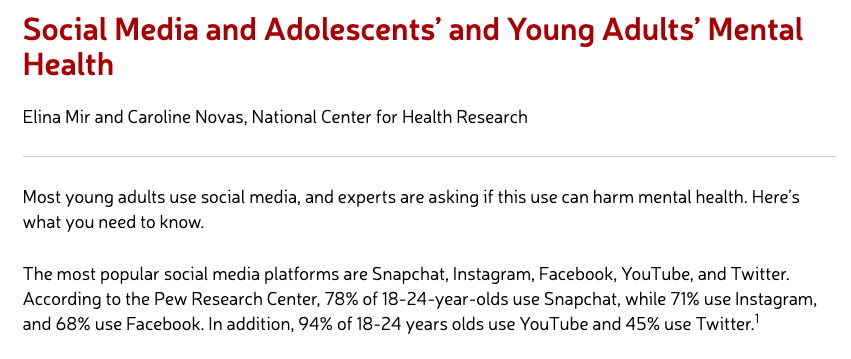 Social Media and Adolescents’ and Young Adults’ Mental
Health
Elina Mir and Caroline Novas, National Center for Health Research
Most young adults use social media, and experts are asking if this use can harm mental health. Here’s
what you need to know.
The most popular social media platforms are Snapchat, Instagram, Facebook, YouTube, and Twitter.
According to the Pew Research Center, 78% of 18-24-year-olds use Snapchat, while 71% use Instagram,
and 68% use Facebook. In addition, 94% of 18-24 years olds use YouTube and 45% use Twitter.¹